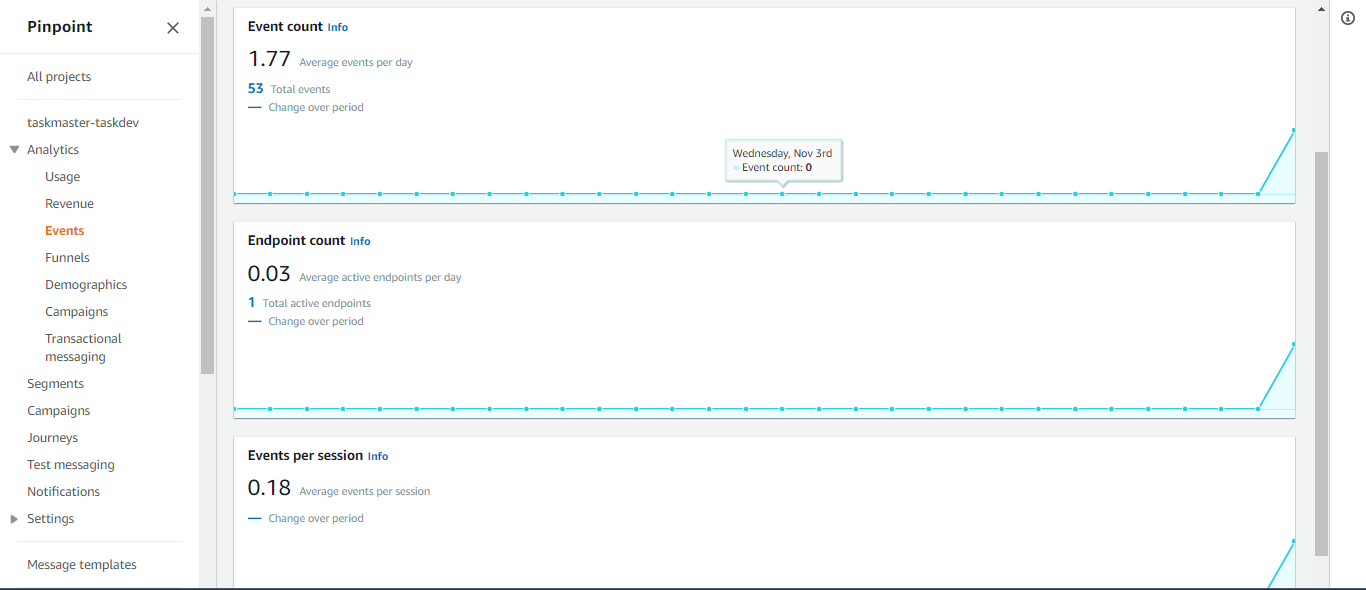 Pinpoint
All projects
taskmaster-taskdev
Analytics
Usage
Revenue
Events
Funnels
Demographics
Campaigns
Transactional
messaging
Segments
Campaigns
Journeys
Test messaging
Notifications
Settings
Message templates
Event count Info
1.77 Average events per day
53 Total events
Change over period
Wednesday, Nov 3rd
Event count: 0
Endpoint count Info
0.03 Average active endpoints per day
1 Total active endpoints
Change over period
Events per session Info
0.18 Average events per session
Change over period